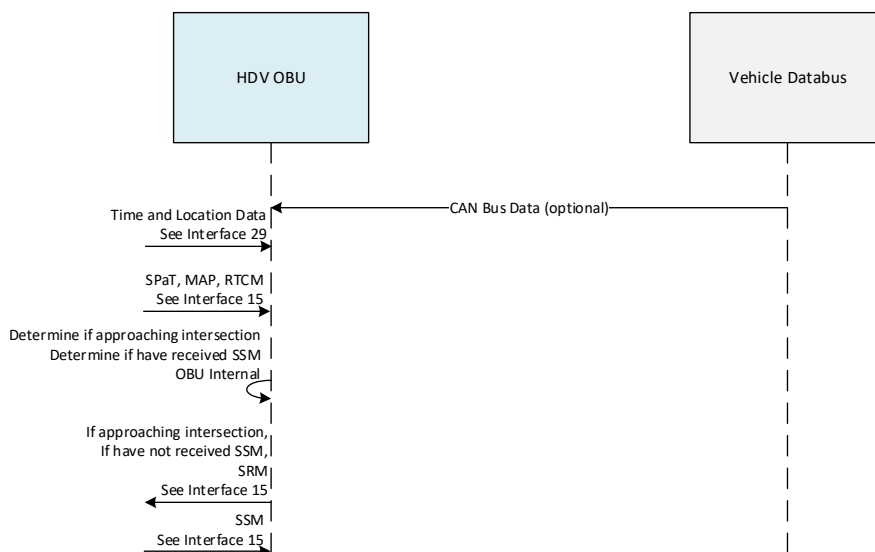 HDV OBU
Vehicle Databus
CAN Bus Data (optional)
Time and Location Data
See Interface 29
SPaT, MAP, RTCM
See Interface 15
Determine if approaching intersection
Determine if have received SSM
OBU Internal
If approaching intersection,
If have not received SSM,
SRM
See Interface 15
SSM
See Interface 15